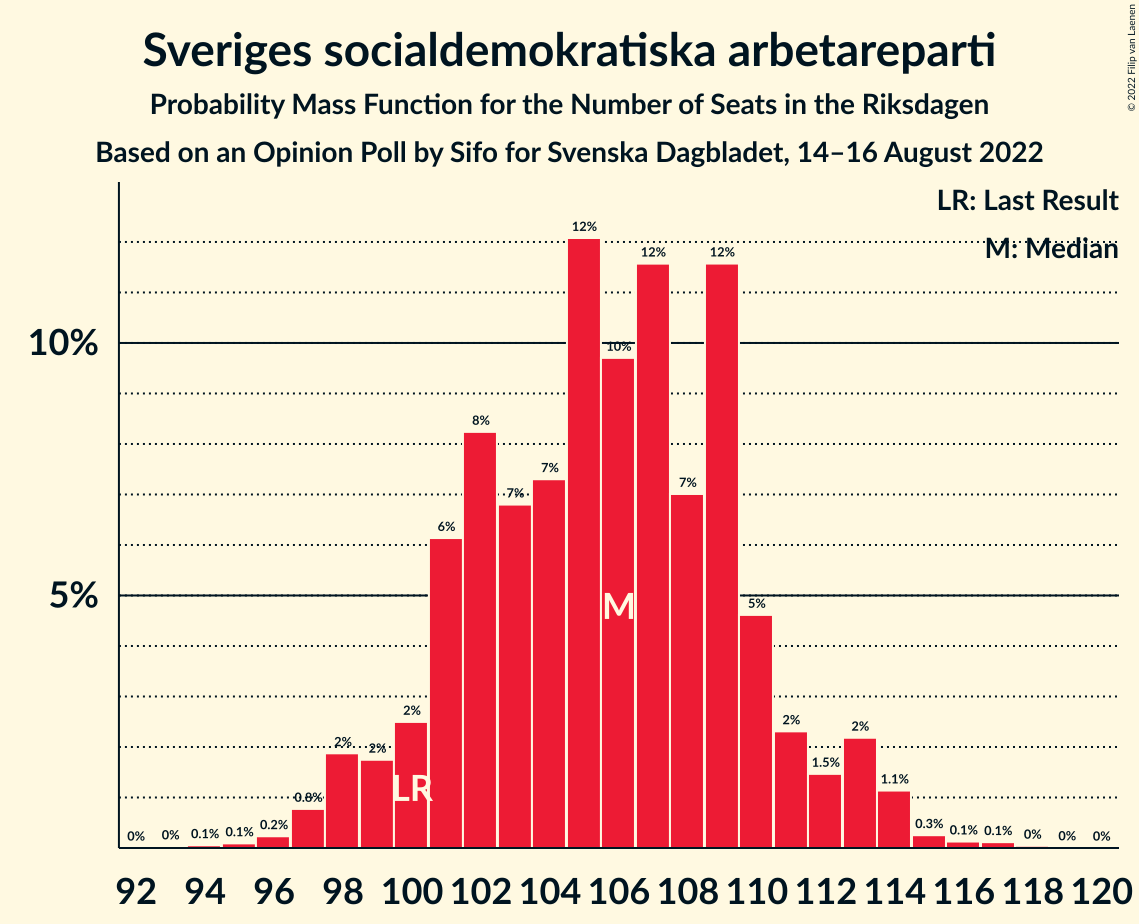 Sveriges socialdemokratiska arbetareparti
Probability Mass Function for the Number of Seats in the Riksdagen
Based on an Opinion Poll by Sifo for Svenska Dagbladet, 14–16 August 2022
© 2022 Filip van Laenen
LR: Last Result
M: Median
10%
5%
0% 0% 0.1% 0.1% 0.2% 0.8% 2% 2% 2% 6% 8% 7% 7% 12% 10% 12% 7% 12% 5% 2% 1.5% 2% 1.1% 0.3% 0.1% 0.1% 0% 0% 0%
LR
M
92 94 96 98 100 102 104 106 108 110 112 114 116 118 120